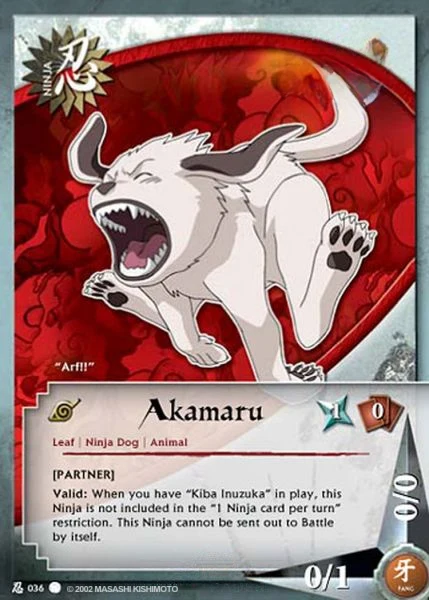 忍
NINJA
"Arf!!"
Akamaru
1
0
Leaf | Ninja Dog | Animal
[PARTNER]
Valid: When you have "Kiba Inuzuka" in play, this
Ninja is not included in the "1 Ninja card per turn"
restriction. This Ninja cannot be sent out to Battle
by itself.
0/0
0/1
牙
FANG
忍 036 © 2002 MASASHI KISHIMOTO